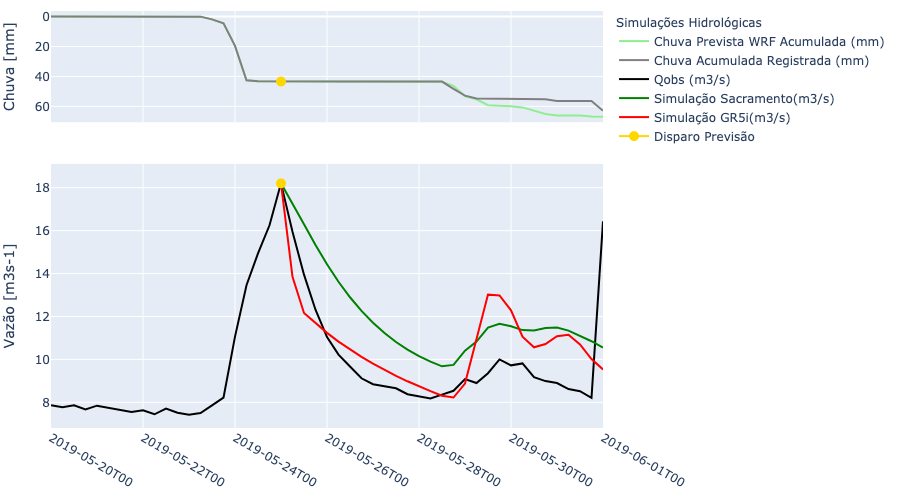 Chuva [mm]
0
20
40
60
Simulações Hidrológicas
Chuva Prevista WRF Acumulada (mm)
Chuva Acumulada Registrada (mm)
Qobs (m3/s)
Simulação Sacramento(m3/s)
Simulação GR5i(m3/s)
Disparo Previsão
Vazão [m3s-1]
18
16
14
12
10
8
2019-05-20T00
2019-05-22T00
2019-05-24T00
2019-05-26T00
2019-05-28T00
2019-05-30T00
2019-06-01T00